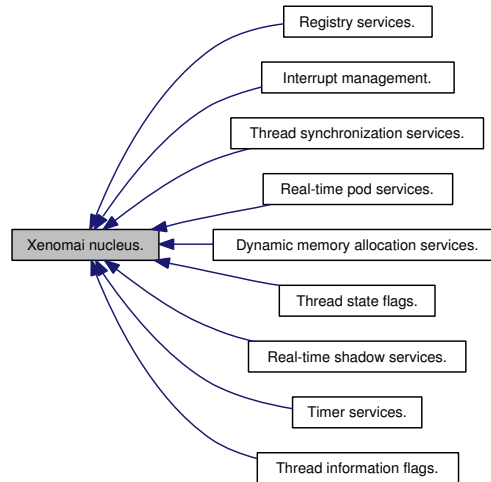 Registry services.
Interrupt management.
Thread synchronization services.
Real-time pod services.
Xenomai nucleus.
Dynamic memory allocation services.
Thread state flags.
Real-time shadow services.
Timer services.
Thread information flags.